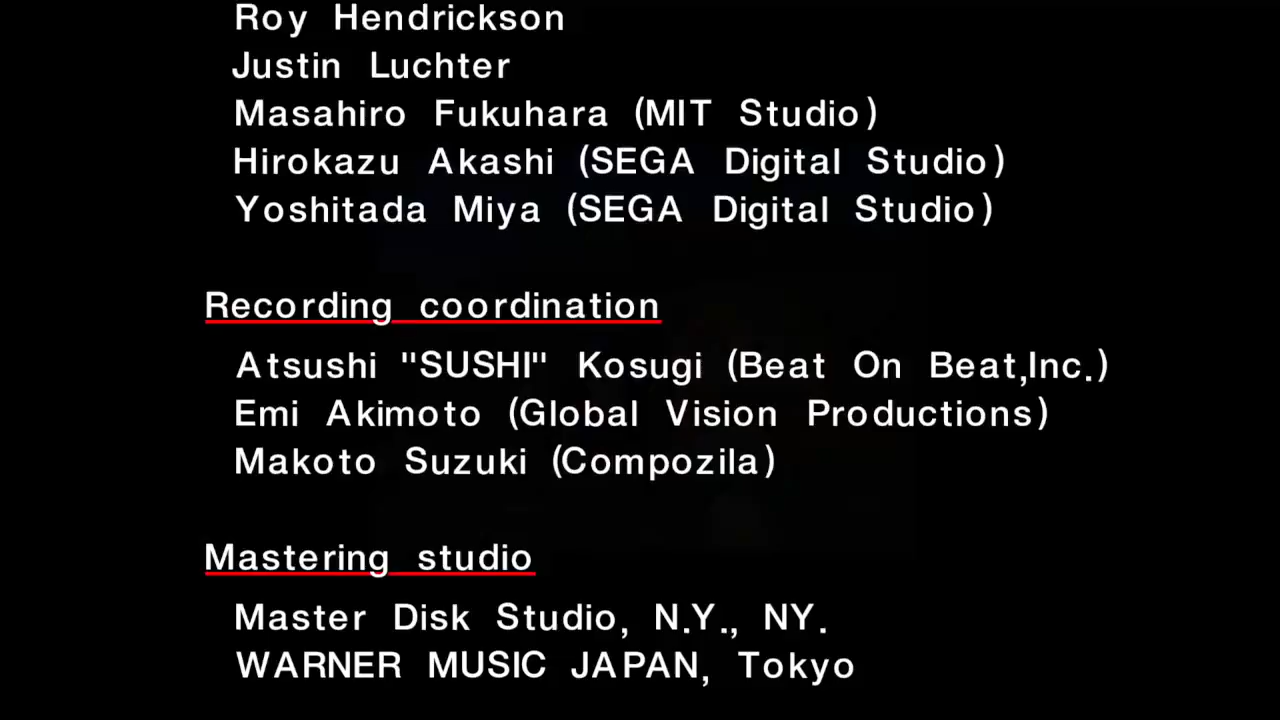 Roy Hendrickson
Justin Luchter
Masahiro Fukuhara (MIT Studio)
Hirokazu Akashi (SEGA Digital Studio)
Yoshitada Miya (SEGA Digital Studio)
Recording coordination
Atsushi "SUSHI" Kosugi (Beat On Beat,Inc.)
Emi Akimoto (Global Vision Productions)
Makoto Suzuki (Compozila)
Mastering studio
Master Disk Studio, N.Y., NY.
WARNER MUSIC JAPAN, Tokyo